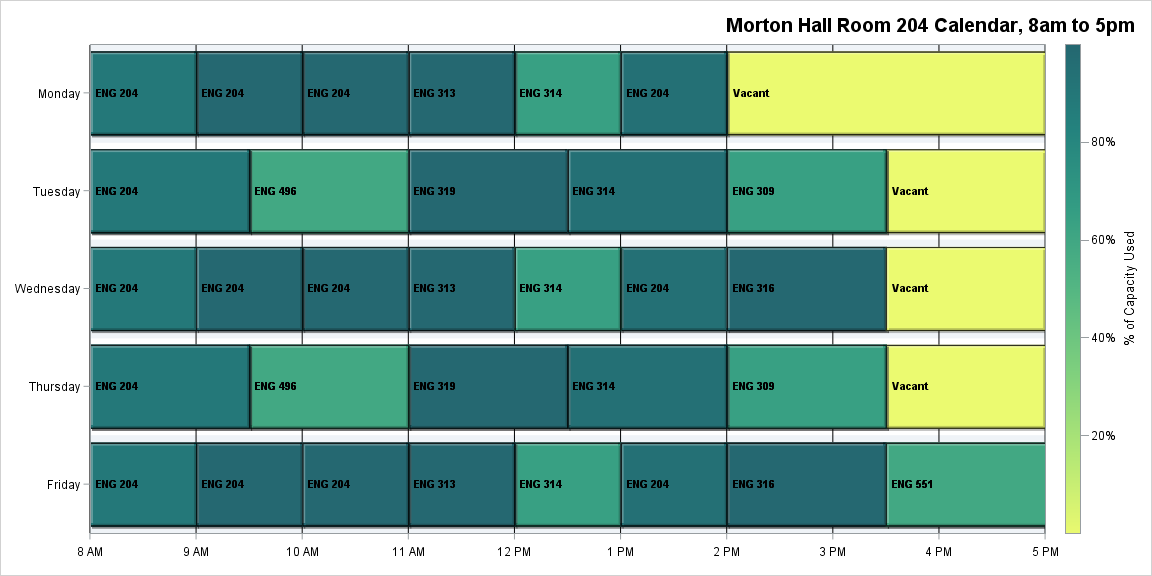 Morton Hall Room 204 Calendar, 8am to 5pm
Monday ENG 204 ENG 204 ENG 204 ENG 313 ENG 314 ENG 204 Vacant
80%
Tuesday ENG 204 ENG 496 ENG 319 ENG 314 ENG 309 Vacant
60%
% of Capacity Used
Wednesday ENG 204 ENG 204 ENG 204 ENG 313 ENG 314 ENG 204 ENG 316 Vacant
40%
Thursday ENG 204 ENG 496 ENG 319 ENG 314 ENG 309 Vacant
20%
Friday ENG 204 ENG 204 ENG 204 ENG 313 ENG 314 ENG 204 ENG 316 ENG 551
8 AM 9 AM 10 AM 11 AM 12 PM 1 PM 2 PM 3 PM 4 PM 5 PM